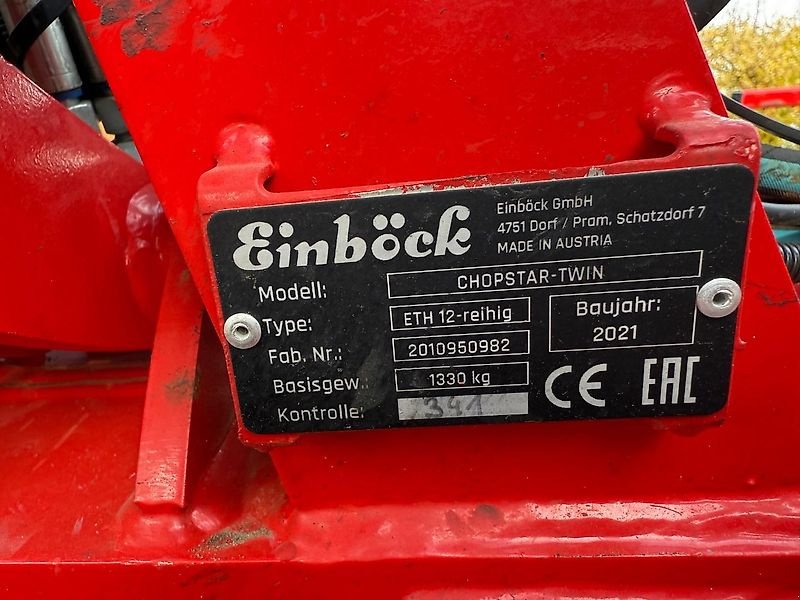 Einböck
Einböck GmbH
4751 Dorf / Pram, Schatzdorf 7
MADE IN AUSTRIA
Modell: CHOPSTAR-TWIN
Type: ETH 12-reihig
Baujahr:
2021
Fab. Nr.: 2010950982
Basisgew.: 1330 kg
Kontrolle: 341
CE EAC